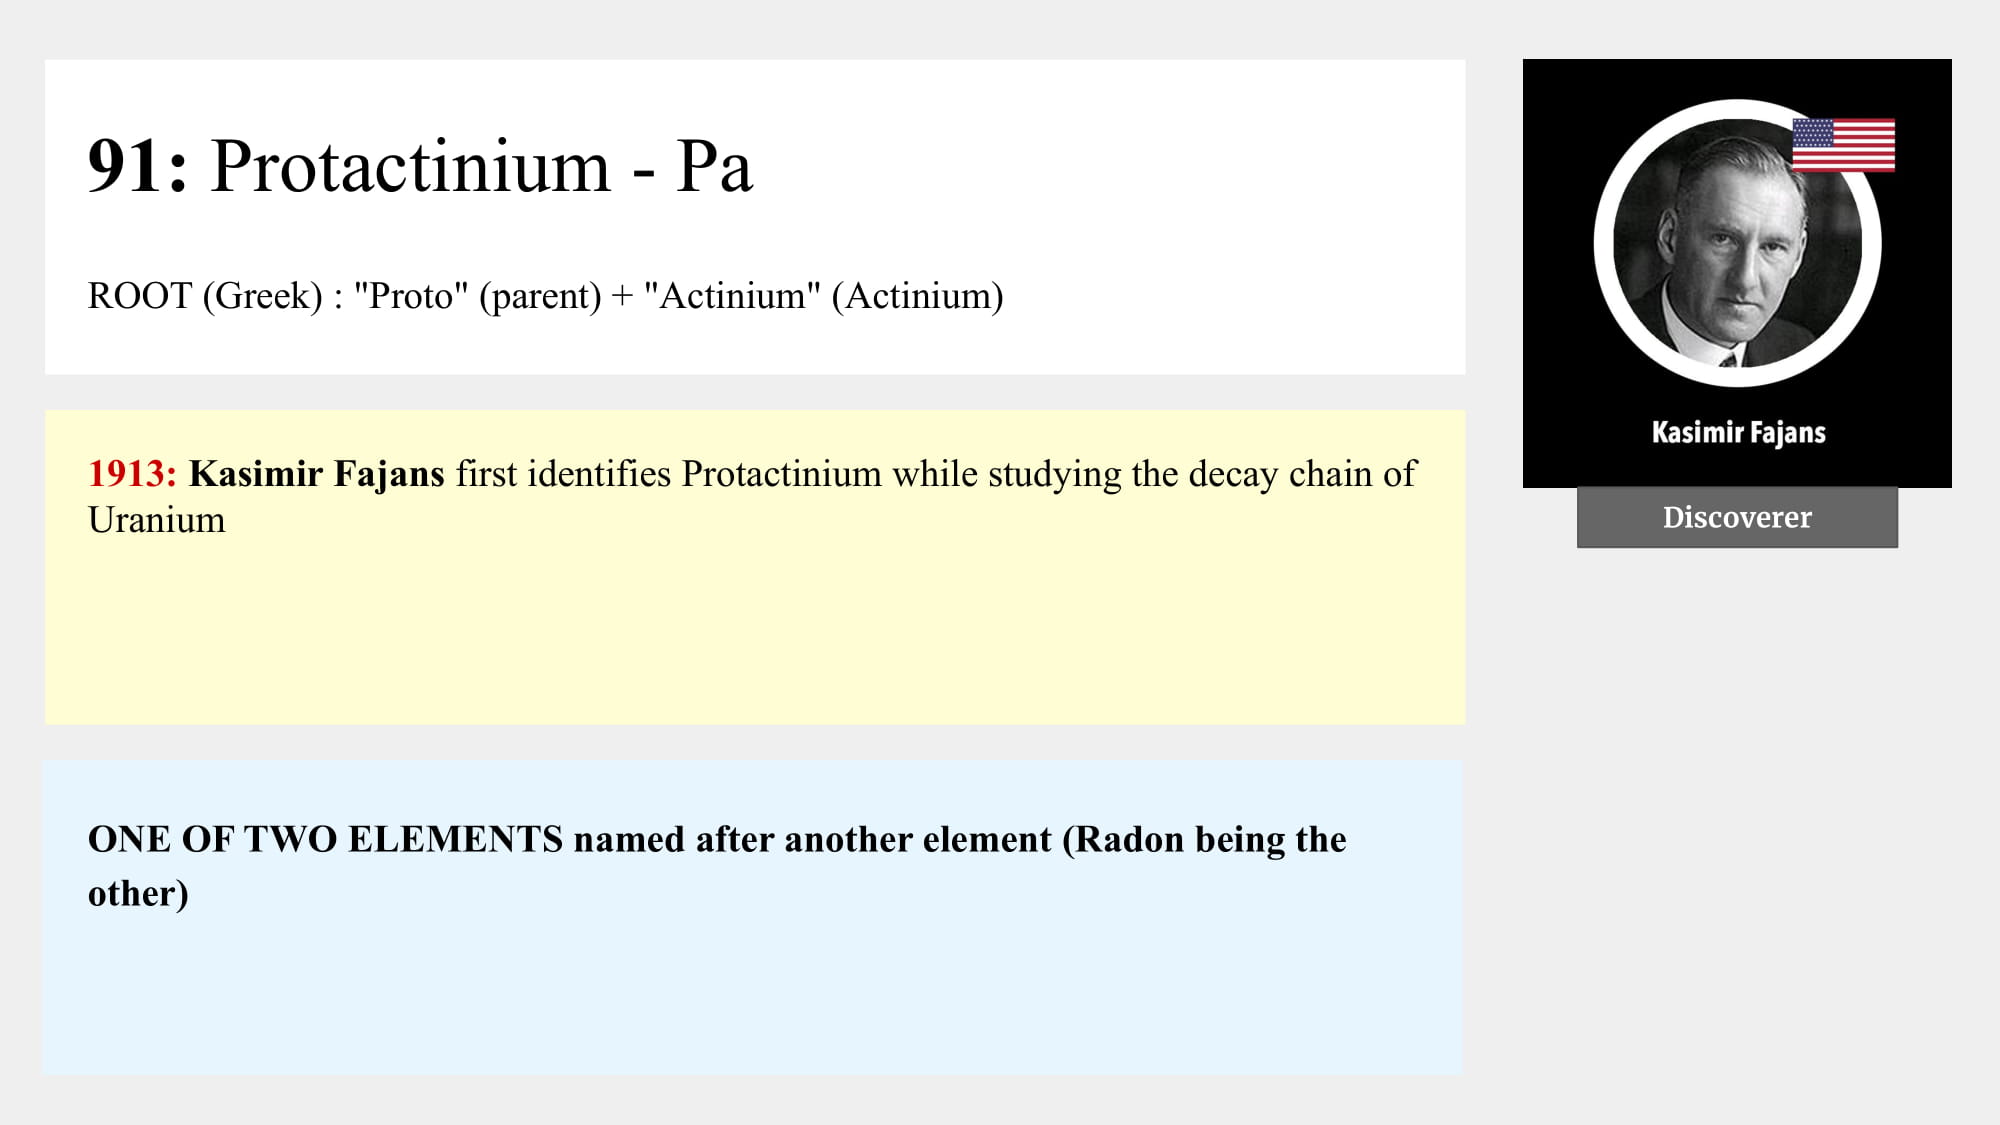 91: Protactinium - Pa
ROOT (Greek) : "Proto" (parent) + "Actinium" (Actinium)
1913: Kasimir Fajans first identifies Protactinium while studying the decay chain of
Uranium
ONE OF TWO ELEMENTS named after another element (Radon being the
other)
Kasimir Fajans
Discoverer